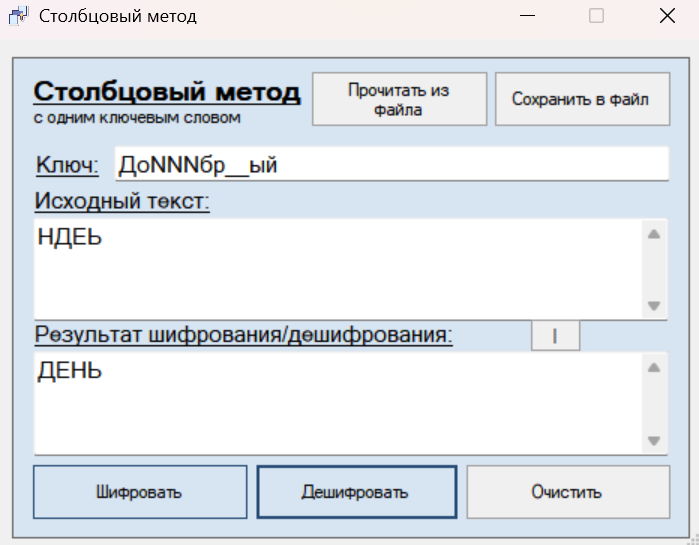 Столбцовый метод
Столбцовый метод
с одним ключевым словом
Прочитать из
файла
Сохранить в файл
Ключ: ДоNNNбр__ый
Исходный текст:
НДЕЬ
Результат шифрования/дешифрования:
|
ДЕНЬ
Шифровать
Дешифровать
Очистить